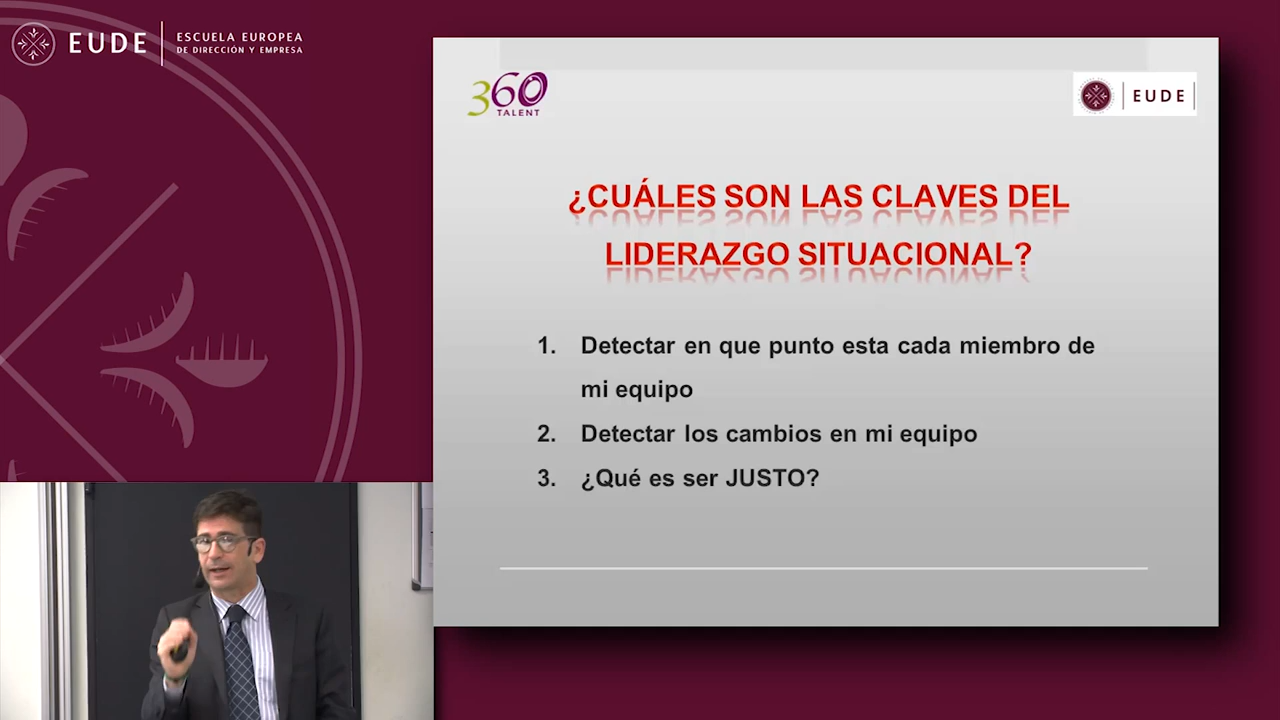 EUDE
ESCUELA EUROPEA
DE DIRECCIÓN Y EMPRESA
360
TALENT
EUDE
¿CUÁLES SON LAS CLAVES DEL
LIDERAZGO SITUACIONAL?
1. Detectar en que punto esta cada miembro de
mi equipo
2. Detectar los cambios en mi equipo
3. ¿Qué es ser JUSTO?